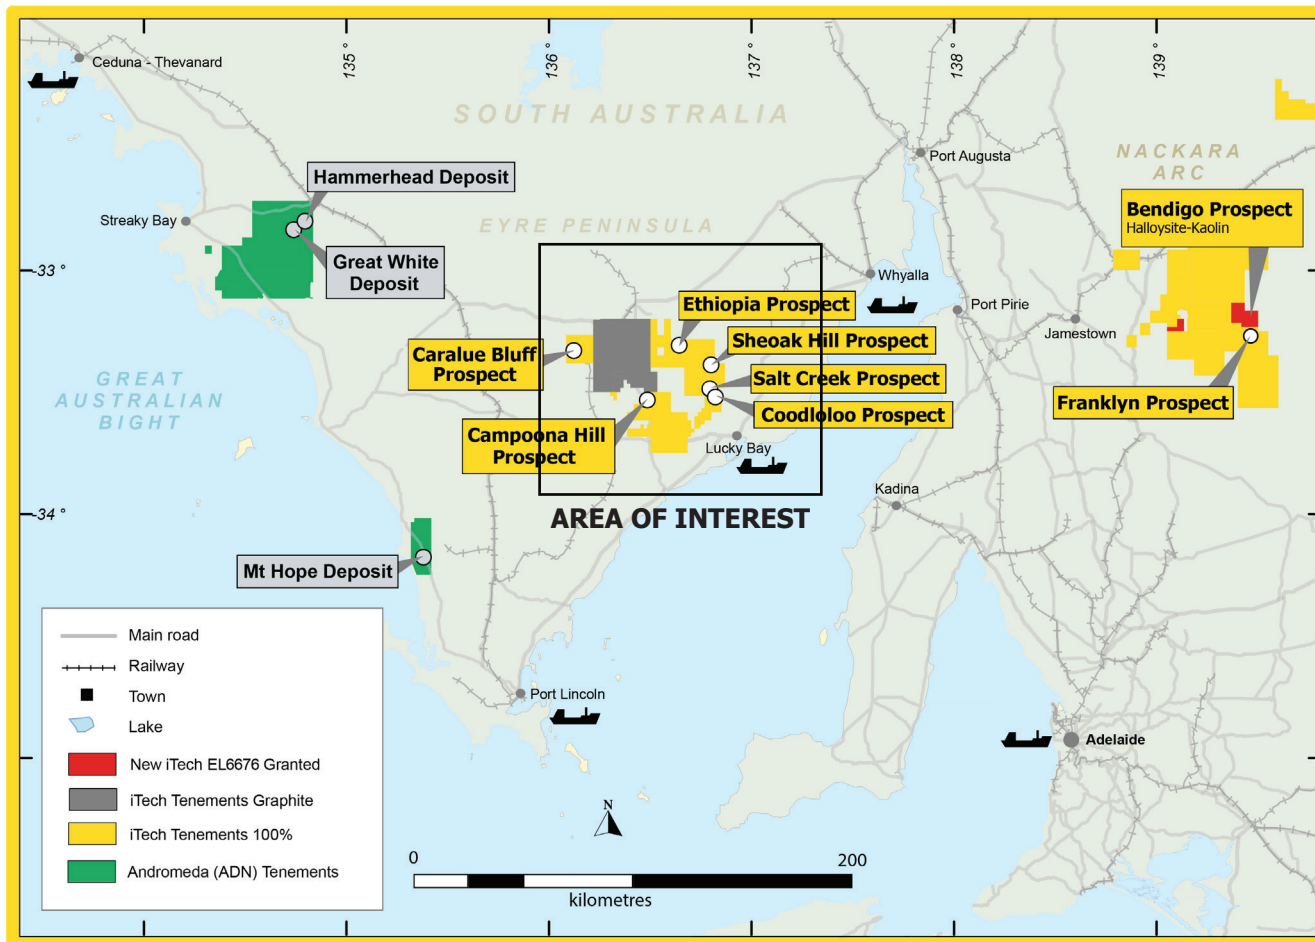 135 °
136 °
137 °
138 °
139 °
Ceduna - Thevanard
SOUTH AUSTRALIA
Port Augusta
NACKARA
ARC
Hammerhead Deposit
Bendigo Prospect
Halloysite-Kaolin
Streaky Bay
EYRE PENINSULA
Great White
Deposit
-33 °
Whyalla
Ethiopia Prospect
Port Pirie
Jamestown
Sheoak Hill Prospect
Caralue Bluff
Prospect
GREAT
AUSTRALIAN
BIGHT
Salt Creek Prospect
Franklyn Prospect
Coodloloo Prospect
Campoona Hill
Prospect
Lucky Bay
Kadina
-34 °
AREA OF INTEREST
Mt Hope Deposit
Main road
Railway
Town
Lake
New iTech EL6676 Granted
iTech Tenements Graphite
iTech Tenements 100%
Andromeda (ADN) Tenements
Port Lincoln
Adelaide
N
0
200
kilometres